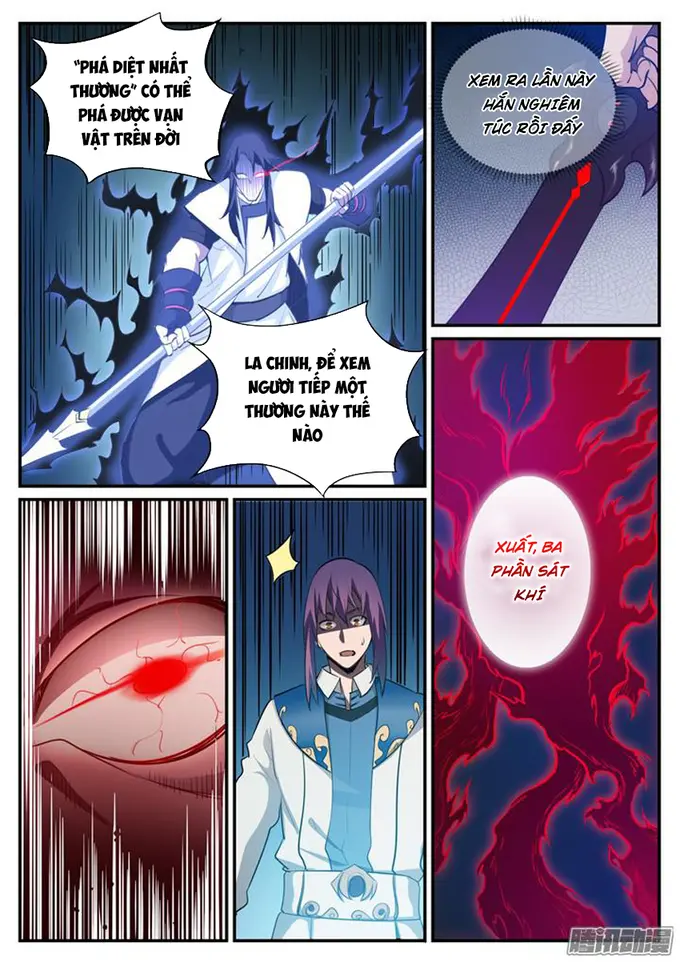 “PHÁ DIỆT NHẤT
THƯƠNG” CÓ THỂ
PHÁ ĐƯỢC VẠN
VẬT TRÊN ĐỜI
XEM RA LẦN NÀY
HẮN NGHIÊM
TÚC RỒI ĐẤY
LA CHINH, ĐỂ XEM
NGƯƠI TIẾP MỘT
THƯƠNG NÀY THẾ
NÀO
XUẤT, BA
PHẦN SÁT
KHÍ
腾讯动漫